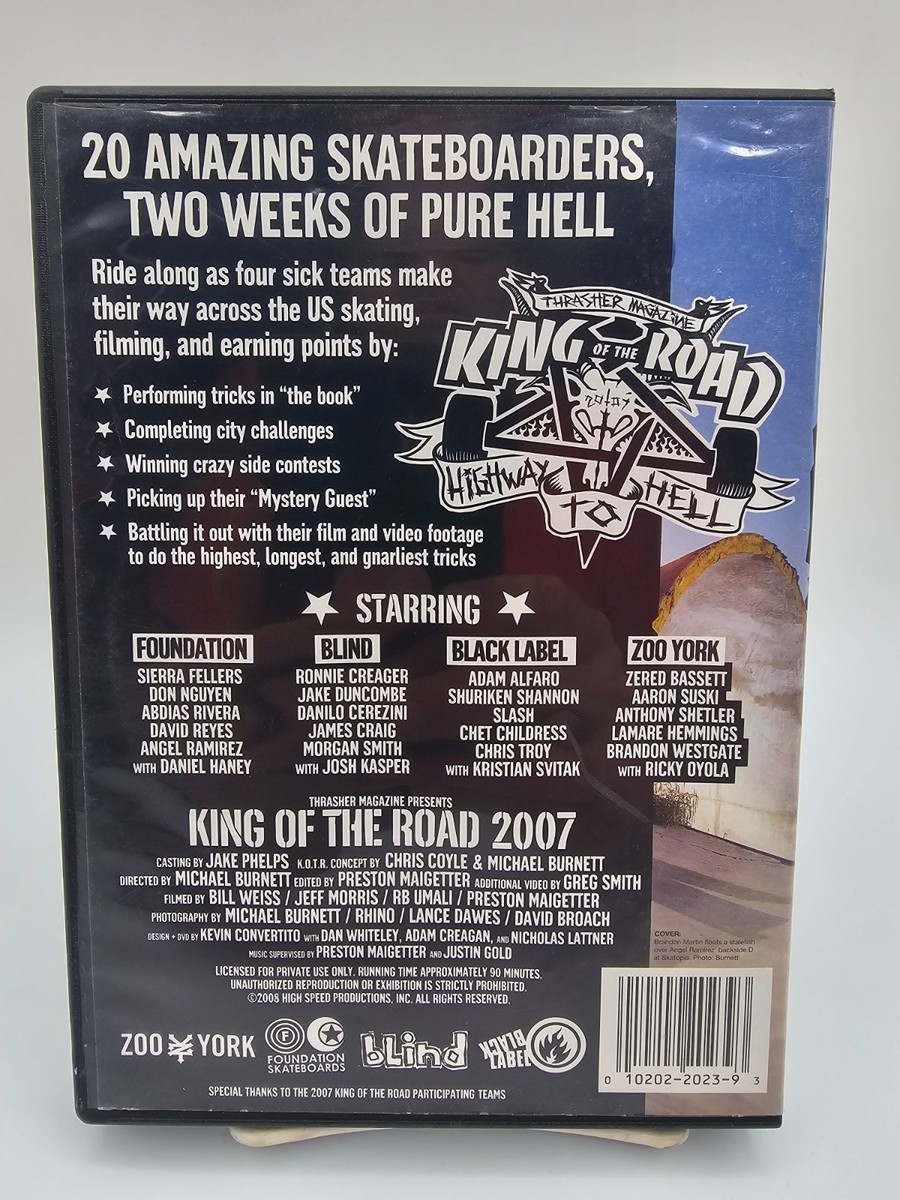 20 AMAZING SKATEBOARDERS,
TWO WEEKS OF PURE HELL
Ride along as four sick teams make
their way across the US skating,
filming, and earning points by:
Performing tricks in "the book"
Completing city challenges
Winning crazy side contests
Picking up their "Mystery Guest"
Battling it out with their film and video footage
to do the highest, longest, and gnarliest tricks
THRASHER MAGAZINE
KING OF THE ROAD
HIGHWAY
TO
HELL
STARRING
FOUNDATION
SIERRA FELLERS
DON NGUYEN
ABDIAS RIVERA
DAVID REYES
ANGEL RAMIREZ
WITH DANIEL HANEY
BLIND
RONNIE CREAGER
JAKE DUNCOMBE
DANILO CEREZINI
JAMES CRAIG
MORGAN SMITH
WITH JOSH KASPER
BLACK LABEL
ADAM ALFARO
SHURIKEN SHANNON
SLASH
CHET CHILDRESS
CHRIS TROY
WITH KRISTIAN SVITAK
ZOO YORK
ZERED BASSETT
AARON SUSKI
ANTHONY SHETLER
LAMARE HEMMINGS
BRANDON WESTGATE
WITH RICKY OYOLA
THRASHER MAGAZINE PRESENTS
KING OF THE ROAD 2007
CASTING BY JAKE PHELPS K.O.T.R. CONCEPT BY CHRIS COYLE & MICHAEL BURNETT
DIRECTED BY MICHAEL BURNETT EDITED BY PRESTON MAIGETTER ADDITIONAL VIDEO BY GREG SMITH
FILMED BY BILL WEISS / JEFF MORRIS / RB UMALI / PRESTON MAIGETTER
PHOTOGRAPHY BY MICHAEL BURNETT / RHINO / LANCE DAWES / DAVID BROACH
DESIGN + DVD BY KEVIN CONVERTITO WITH DAN WHITELEY, ADAM CREAGAN, AND NICHOLAS LATTNER
MUSIC SUPERVISED BY PRESTON MAIGETTER AND JUSTIN GOLD
LICENSED FOR PRIVATE USE ONLY. RUNNING TIME APPROXIMATELY 90 MINUTES.
UNAUTHORIZED REPRODUCTION OR EXHIBITION IS STRICTLY PROHIBITED.
©2008 HIGH SPEED PRODUCTIONS, INC. ALL RIGHTS RESERVED.
COVER:
Brandon Martin floats a stalefish
over Angel Ramirez' backside D
at Skatopia. Photo: Burnett
ZOO YORK
F
FOUNDATION
SKATEBOARDS
blind
BLACK
LABEL
0 10202-2023-9 3
SPECIAL THANKS TO THE 2007 KING OF THE ROAD PARTICIPATING TEAMS